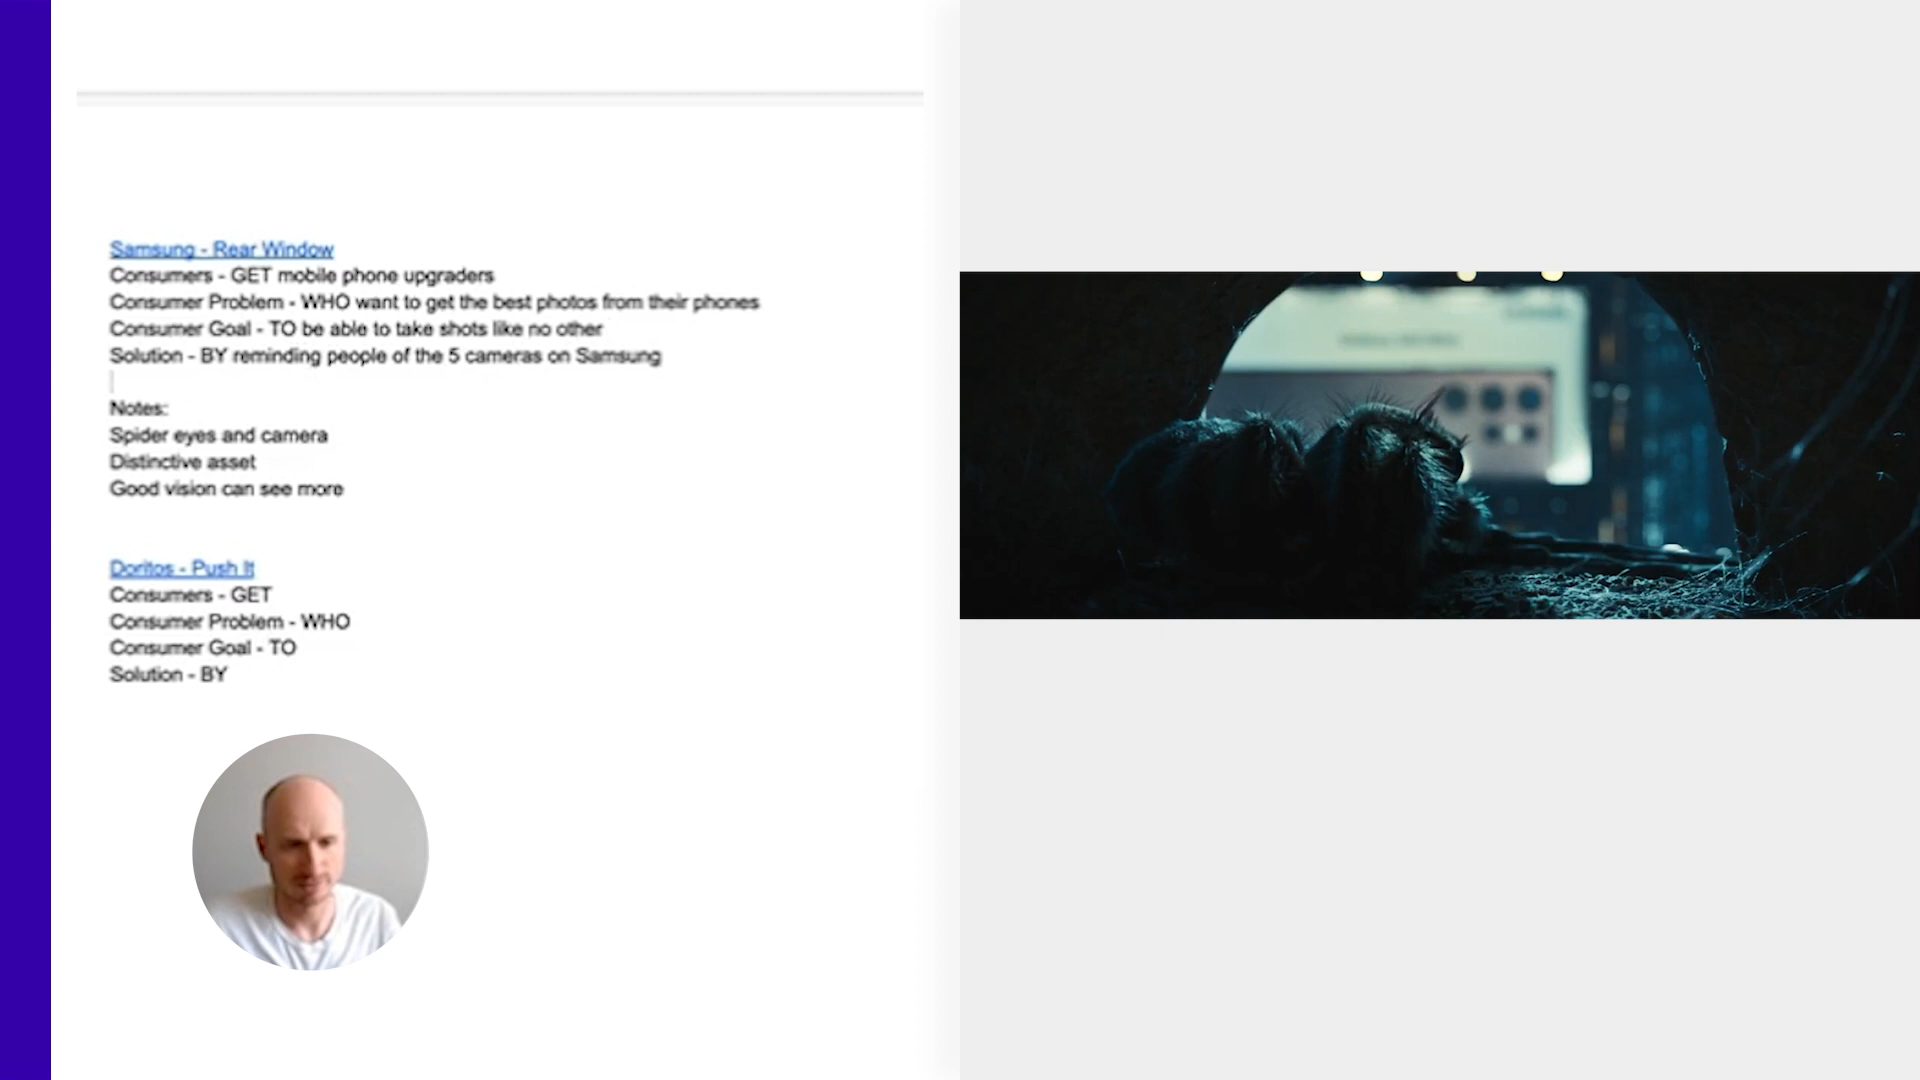 Samsung - Rear Window
Consumers - GET mobile phone upgraders
Consumer Problem - WHO want to get the best photos from their phones
Consumer Goal - TO be able to take shots like no other
Solution - BY reminding people of the 5 cameras on Samsung
Notes:
Spider eyes and camera
Distinctive asset
Good vision can see more
Doritos - Push It
Consumers - GET
Consumer Problem - WHO
Consumer Goal - TO
Solution - BY